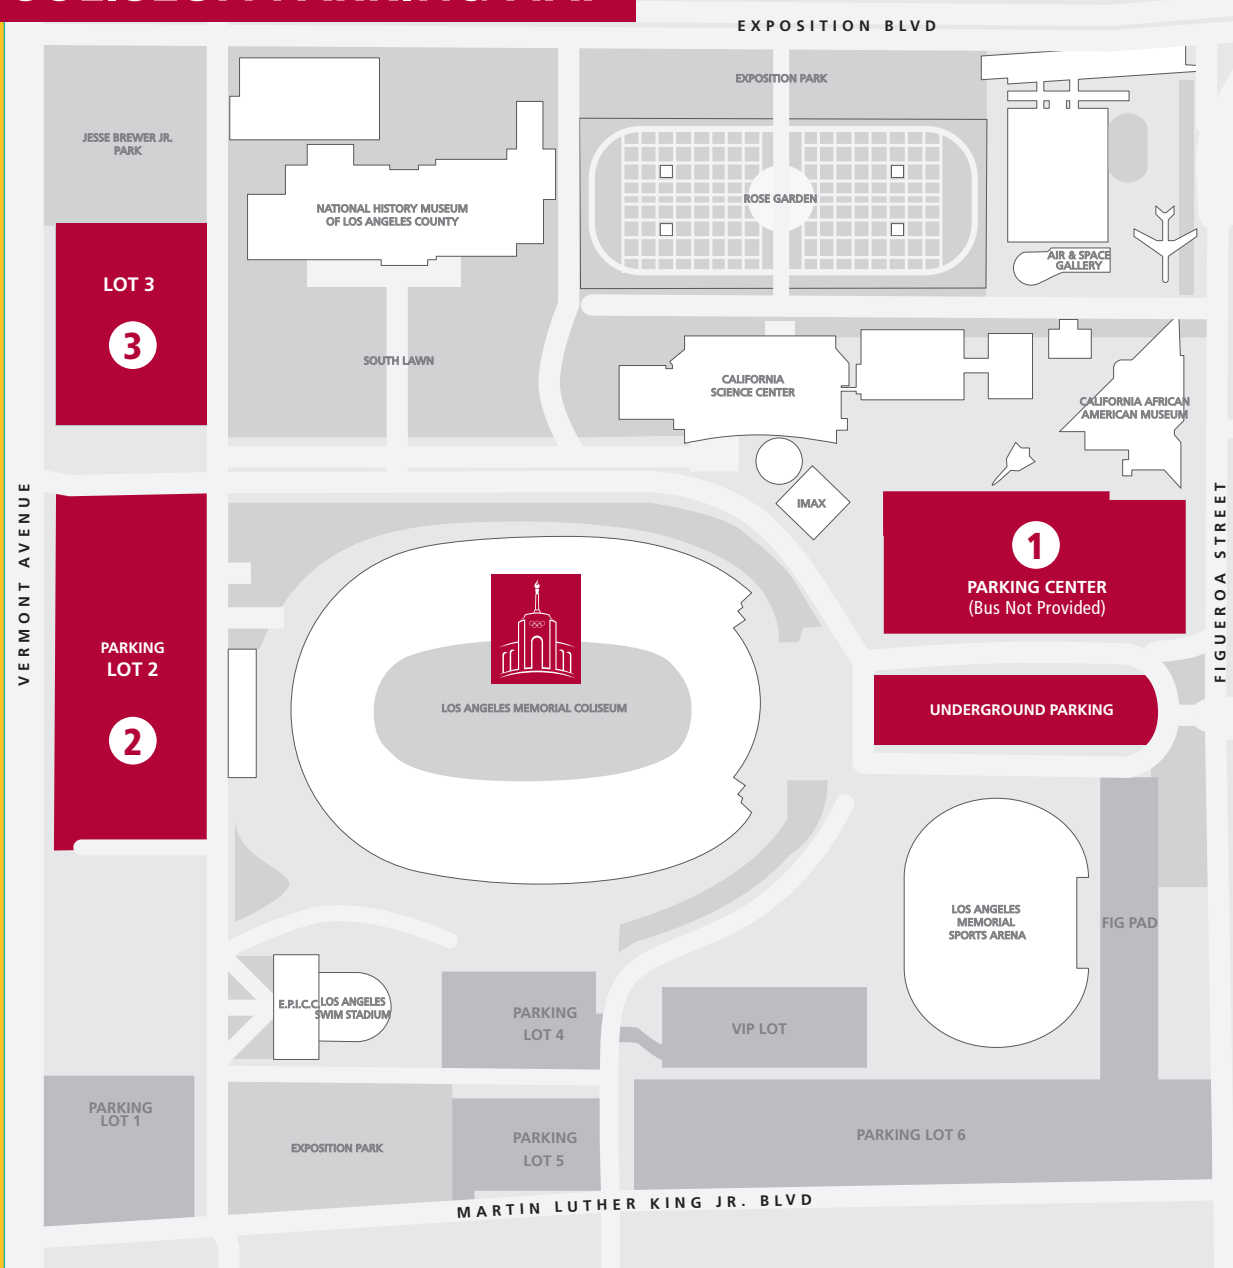 COLISEUM PARKING MAP
EXPOSITION BLVD
JESSE BREWER JR.
PARK
EXPOSITION PARK
ROSE GARDEN
NATIONAL HISTORY MUSEUM
OF LOS ANGELES COUNTY
AIR & SPACE
GALLERY
LOT 3
3
SOUTH LAWN
CALIFORNIA
SCIENCE CENTER
CALIFORNIA AFRICAN
AMERICAN MUSEUM
IMAX
VERMONT AVENUE
FIGUEROA STREET
1
PARKING CENTER
(Bus Not Provided)
PARKING
LOT 2
2
LOS ANGELES MEMORIAL COLISEUM
UNDERGROUND PARKING
LOS ANGELES
MEMORIAL
SPORTS ARENA
FIG PAD
E.P.I.C.C.
LOS ANGELES
SWIM STADIUM
PARKING
LOT 4
VIP LOT
PARKING
LOT 1
EXPOSITION PARK
PARKING
LOT 5
PARKING LOT 6
MARTIN LUTHER KING JR. BLVD